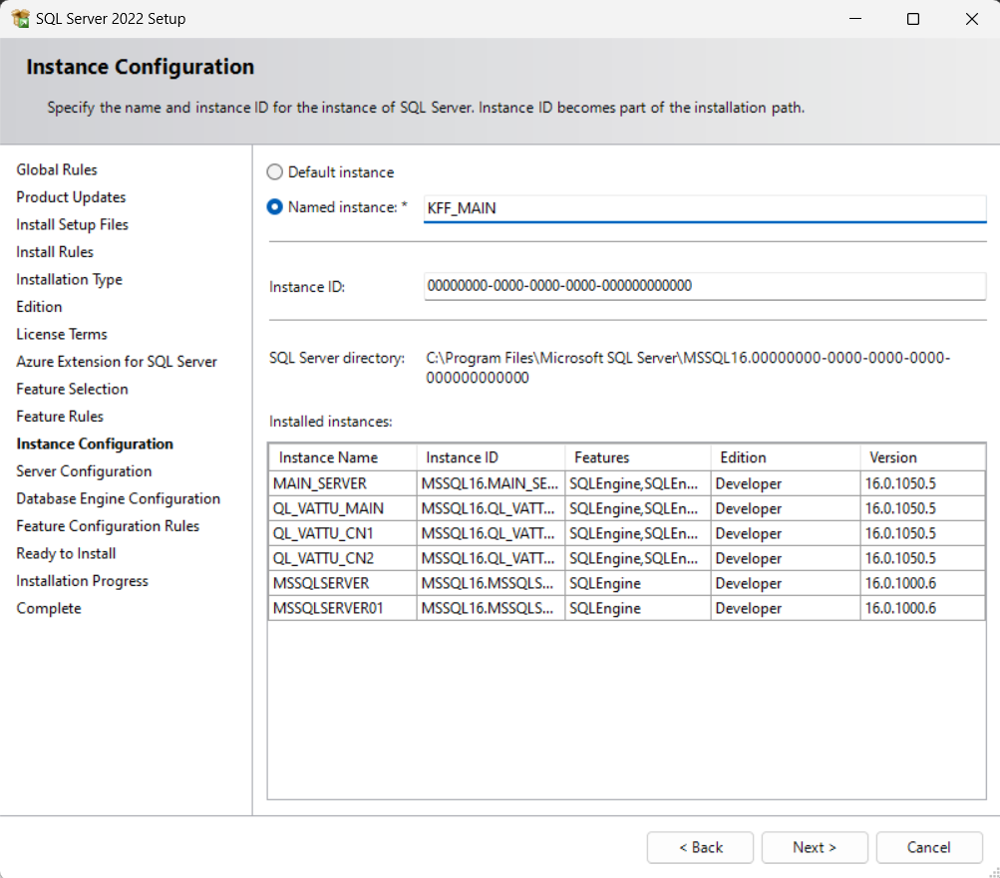 SQL Server 2022 Setup
Instance Configuration
Specify the name and instance ID for the instance of SQL Server. Instance ID becomes part of the installation path.
Global Rules
Product Updates
Install Setup Files
Install Rules
Installation Type
Edition
License Terms
Azure Extension for SQL Server
Feature Selection
Feature Rules
Instance Configuration
Server Configuration
Database Engine Configuration
Feature Configuration Rules
Ready to Install
Installation Progress
Complete
Default instance
Named instance: * KFF_MAIN
Instance ID: 00000000-0000-0000-0000-000000000000
SQL Server directory: C:\Program Files\Microsoft SQL Server\MSSQL16.00000000-0000-0000-0000-
000000000000
Installed instances:
Instance Name Instance ID Features Edition Version
MAIN_SERVER MSSQL16.MAIN_SE... SQLEngine,SQLEn... Developer 16.0.1050.5
QL_VATTU_MAIN MSSQL16.QL_VATT... SQLEngine,SQLEn... Developer 16.0.1050.5
QL_VATTU_CN1 MSSQL16.QL_VATT... SQLEngine,SQLEn... Developer 16.0.1050.5
QL_VATTU_CN2 MSSQL16.QL_VATT... SQLEngine,SQLEn... Developer 16.0.1050.5
MSSQLSERVER MSSQL16.MSSQLS... SQLEngine Developer 16.0.1000.6
MSSQLSERVER01 MSSQL16.MSSQLS... SQLEngine Developer 16.0.1000.6
< Back Next > Cancel